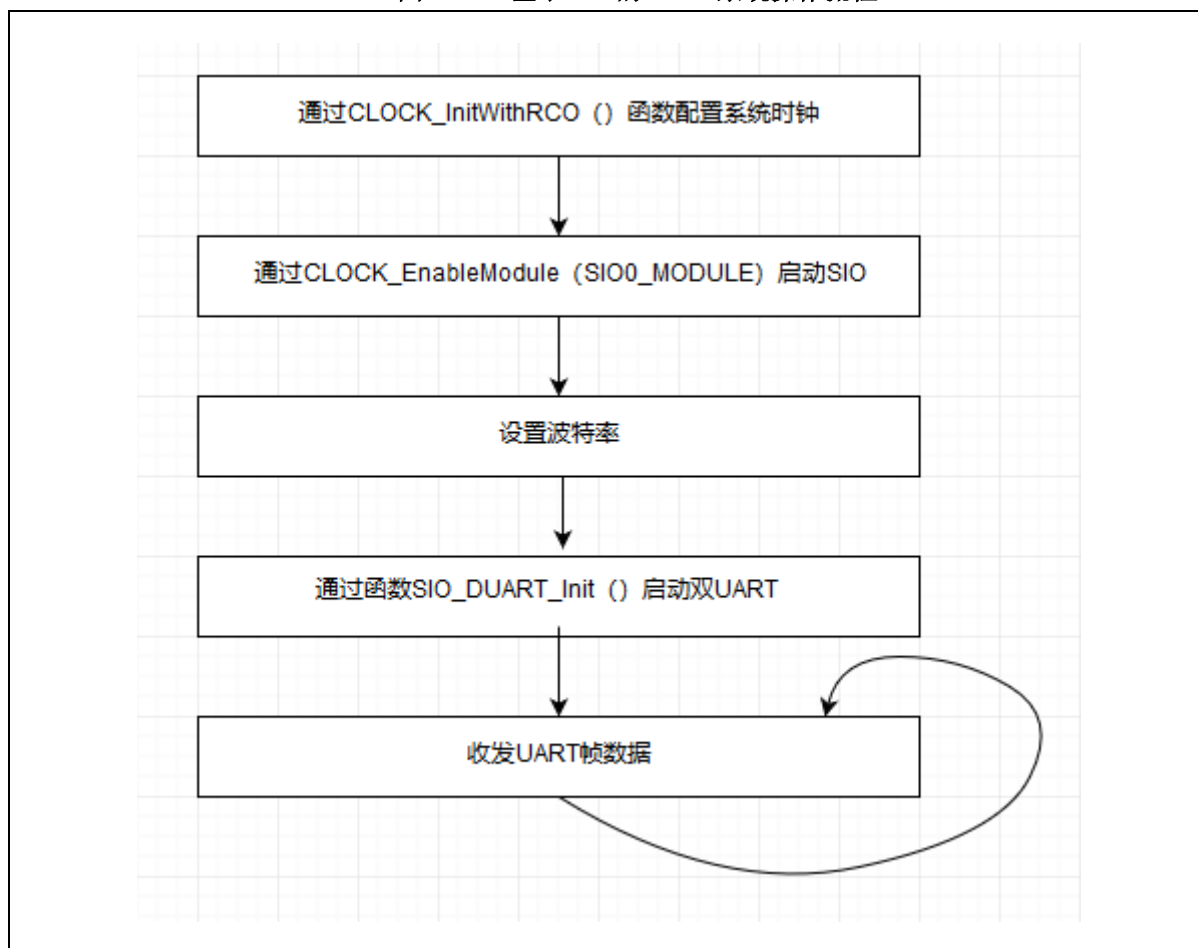 通过CLOCK_InitWithRCO（）函数配置系统时钟
通过CLOCK_EnableModule（SIO0_MODULE）启动SIO
设置波特率
通过函数SIO_DUART_Init（）启动双UART
收发UART帧数据